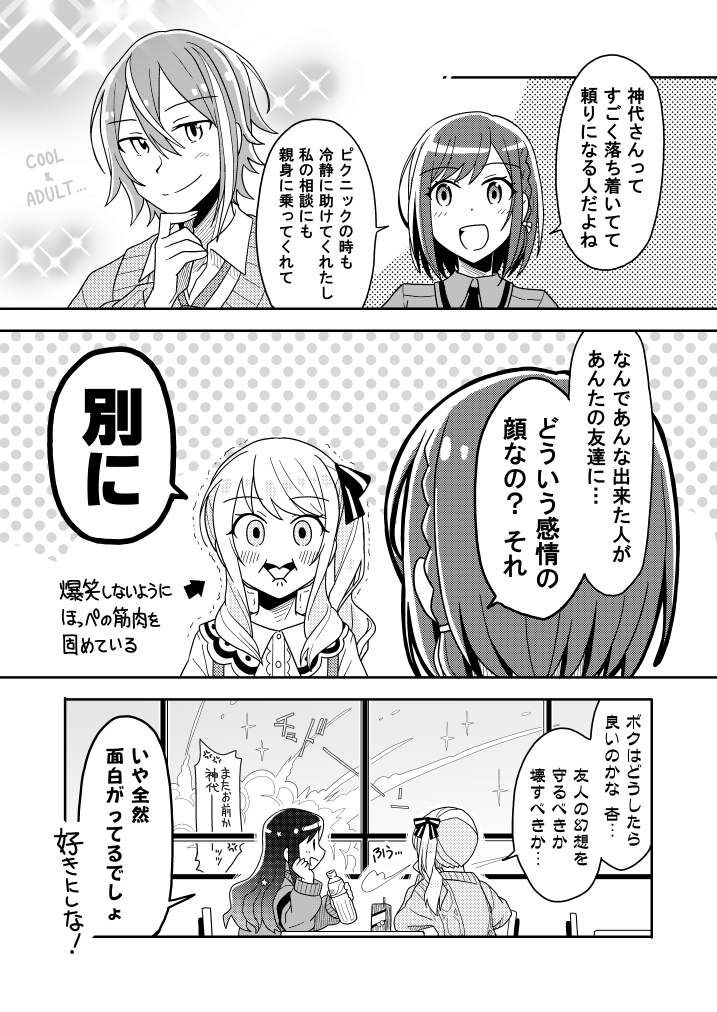 神代さんって
すごく落ち着いてて
頼りになる人だよね
ピクニックの時も
冷静に助けてくれたし
私の相談にも
親身に乗ってくれて
COOL
&
ADULT...
なんであんな出来た人が
あんたの友達に…
どういう感情の
顔なの？ それ
別に
爆笑しないように
ほっぺの筋肉を
固めている
ボクはどうしたら
良いのかな 杏…
友人の幻想を
守るべきか
壊すべきか…
チュドッ
またお前か
神代
ふぅ…
いや全然
面白がってるでしょ
好きにしな！